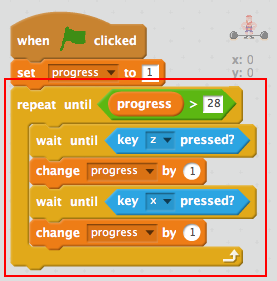 when clicked
x: 0
y: 0
set progress to 1
repeat until progress > 28
wait until key z pressed?
change progress by 1
wait until key x pressed?
change progress by 1